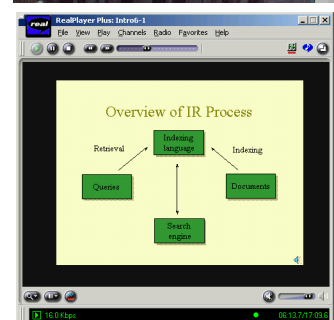 real
RealPlayer Plus: Intro6-1
File View Play Channels Radio Favorites Help
Overview of IR Process
Indexing
language
Retrieval
Indexing
Queries
Documents
Search
engine
16.0 Kbps
06:13.7/17:09.6